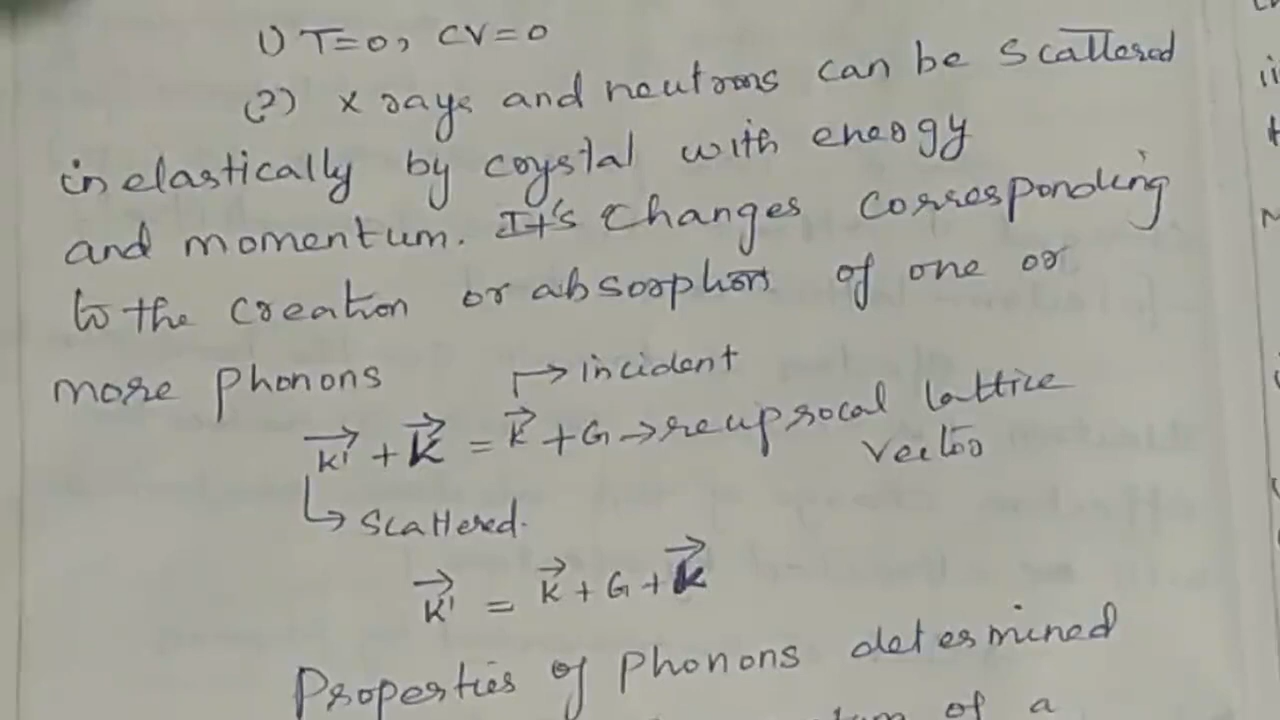 1) T=0, CV=0
(2) x rays and neutrons can be scattered
inelastically by crystal with energy
and momentum. It's changes corresponding
to the creation or absorption of one or
more phonons
→ incident
K⃗' + K⃗ = K⃗ + G → reciprocal lattice
vector
↳ scattered.
K⃗' = K⃗ + G + K⃗
Properties of phonons determined
of a